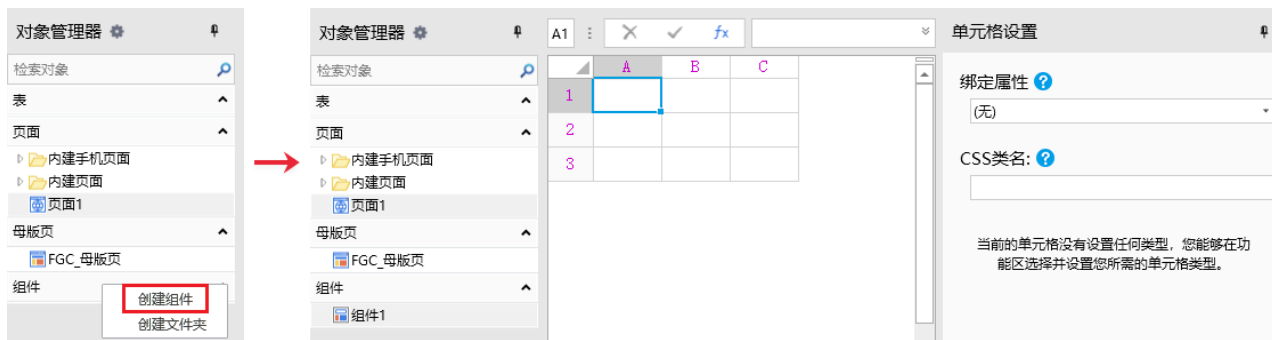 对象管理器
检索对象
表
页面
内建手机页面
内建页面
页面1
母版页
FGC_母版页
组件
创建组件
创建文件夹
对象管理器
检索对象
表
页面
内建手机页面
内建页面
页面1
母版页
FGC_母版页
组件
组件1
A1 fx
A B C
1
2
3
单元格设置
绑定属性 ?
(无)
CSS类名: ?
当前的单元格没有设置任何类型，您能够在功
能区选择并设置您所需的单元格类型。